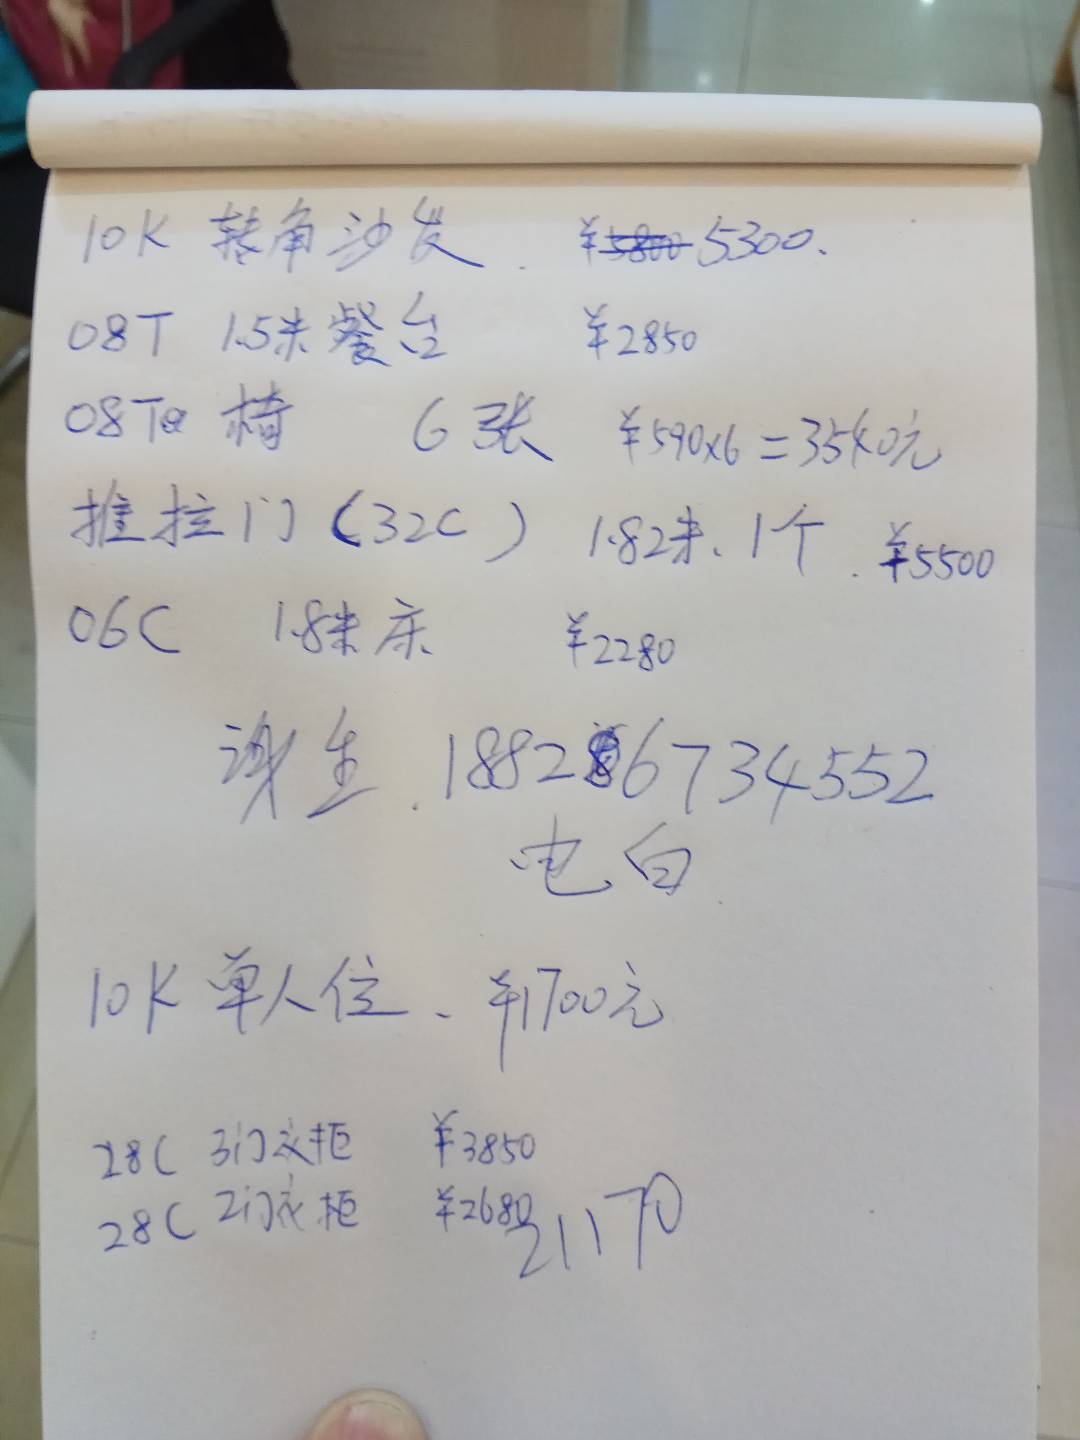 10K 转角沙发. ¥5800 5300.
08T 1.5米餐台 ¥2850
08Ta 椅 6张 ¥590x6=3540元
推拉门(32C) 1.82米、1个. ¥5500
06C 1.8米床 ¥2280
谢生.18826734552
电白
10K 单人位、¥1700元
28C 3门衣柜 ¥3850
28C 2门衣柜 ¥2680
21170